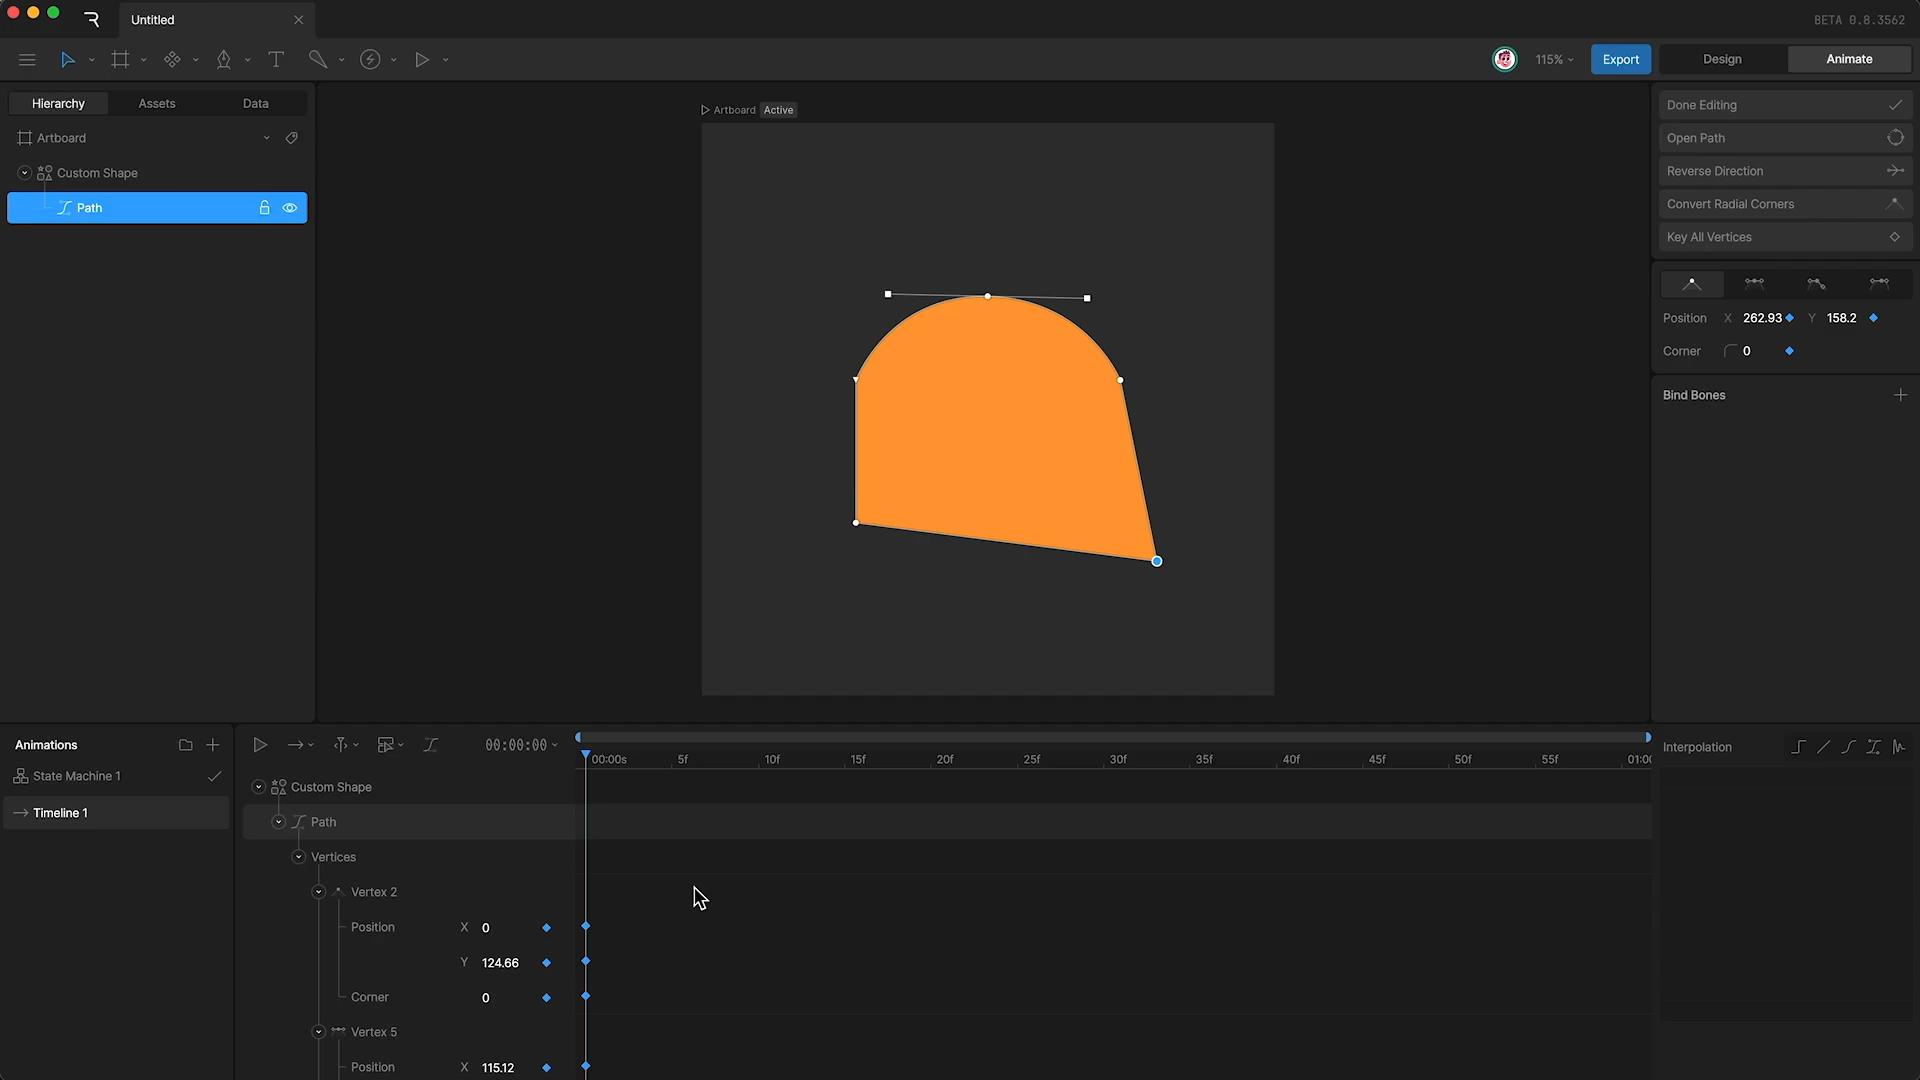 Untitled
BETA 0.8.3562
115%
Export
Design
Animate
Hierarchy
Assets
Data
Artboard
Custom Shape
Path
Artboard Active
Done Editing
Open Path
Reverse Direction
Convert Radial Corners
Key All Vertices
Position X 262.93 Y 158.2
Corner 0
Bind Bones
Animations
State Machine 1
Timeline 1
00:00:00
00:00s 5f 10f 15f 20f 25f 30f 35f 40f 45f 50f 55f 01:0
Custom Shape
Path
Vertices
Vertex 2
Position X 0
Y 124.66
Corner 0
Vertex 5
Position X 115.12
Interpolation